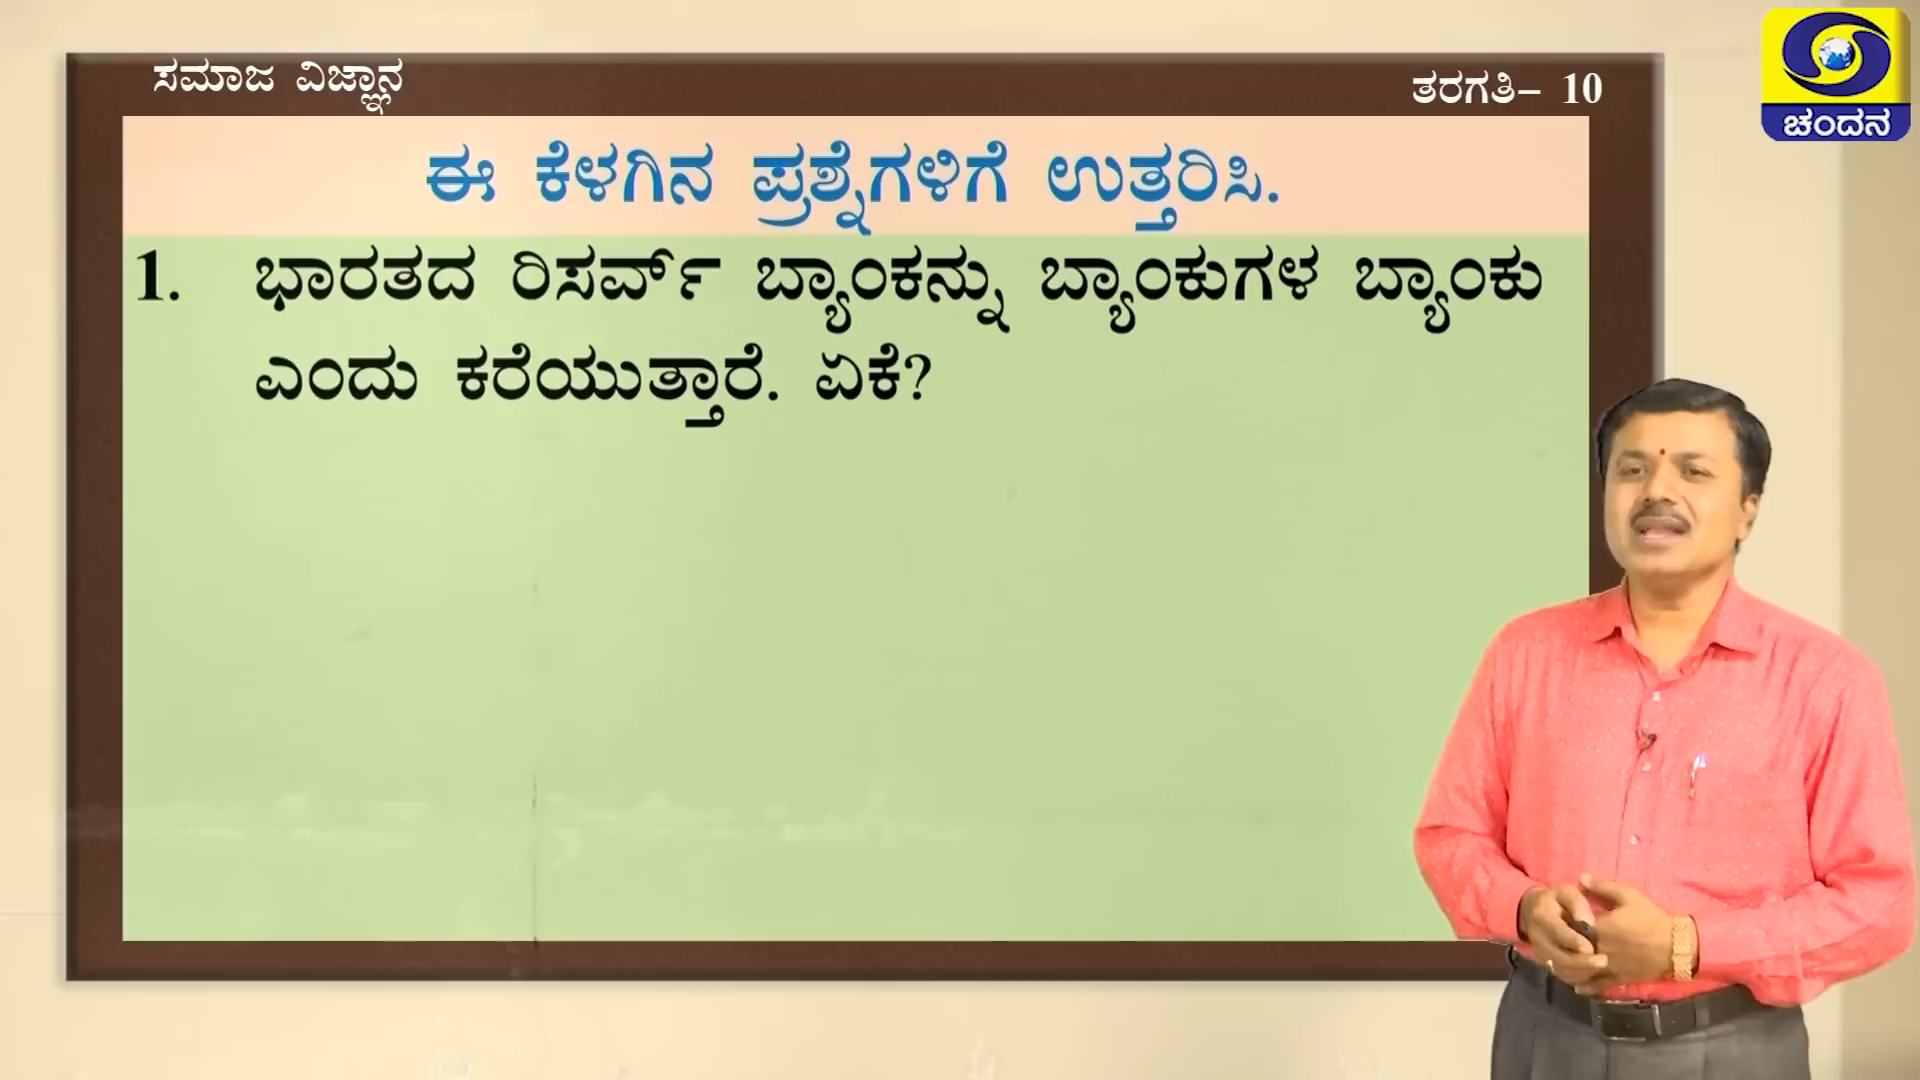 ಸಮಾಜ ವಿಜ್ಞಾನ
ತರಗತಿ– 10
ಚಂದನ
ಈ ಕೆಳಗಿನ ಪ್ರಶ್ನೆಗಳಿಗೆ ಉತ್ತರಿಸಿ.
1. ಭಾರತದ ರಿಸರ್ವ್ ಬ್ಯಾಂಕನ್ನು ಬ್ಯಾಂಕುಗಳ ಬ್ಯಾಂಕು
ಎಂದು ಕರೆಯುತ್ತಾರೆ. ಏಕೆ?